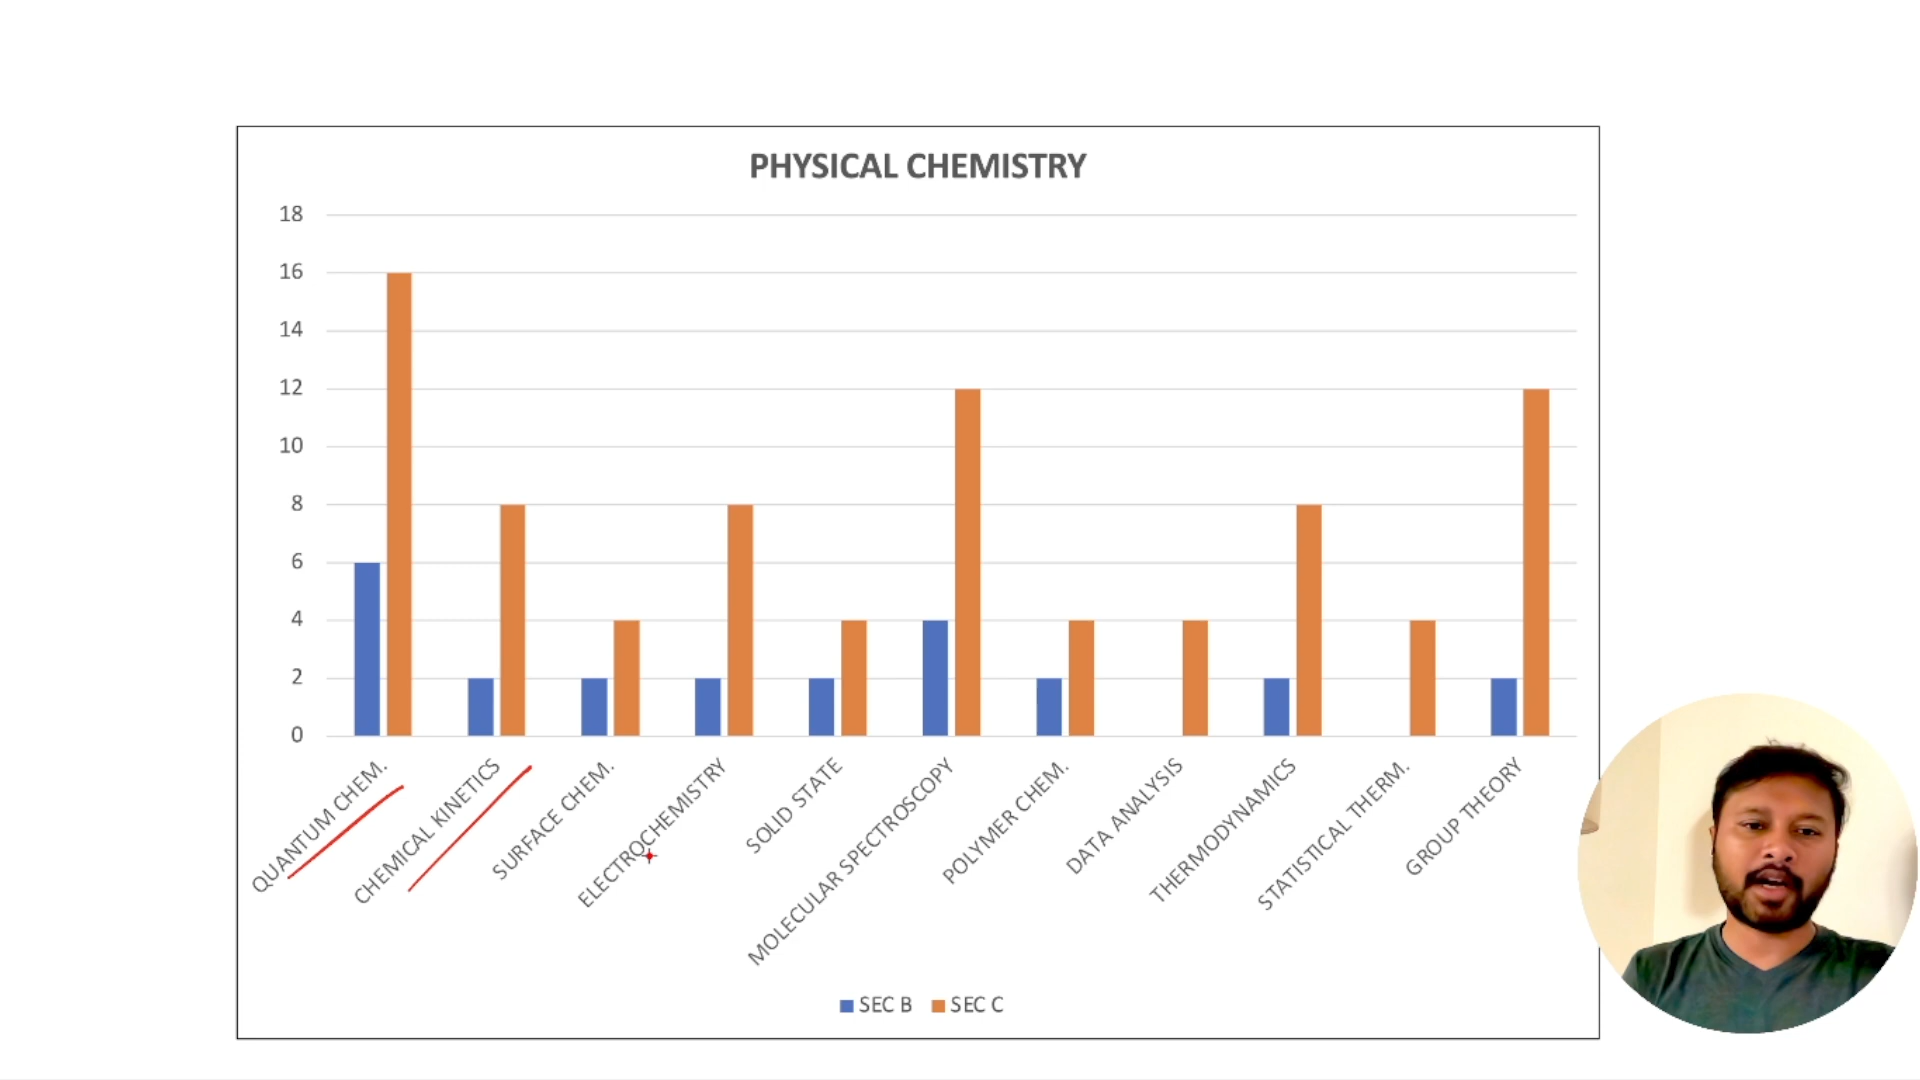 PHYSICAL CHEMISTRY
18
16
14
12
10
8
6
4
2
0
QUANTUM CHEM.
CHEMICAL KINETICS
SURFACE CHEM.
ELECTROCHEMISTRY
SOLID STATE
MOLECULAR SPECTROSCOPY
POLYMER CHEM.
DATA ANALYSIS
THERMODYNAMICS
STATISTICAL THERM.
GROUP THEORY
SEC B SEC C